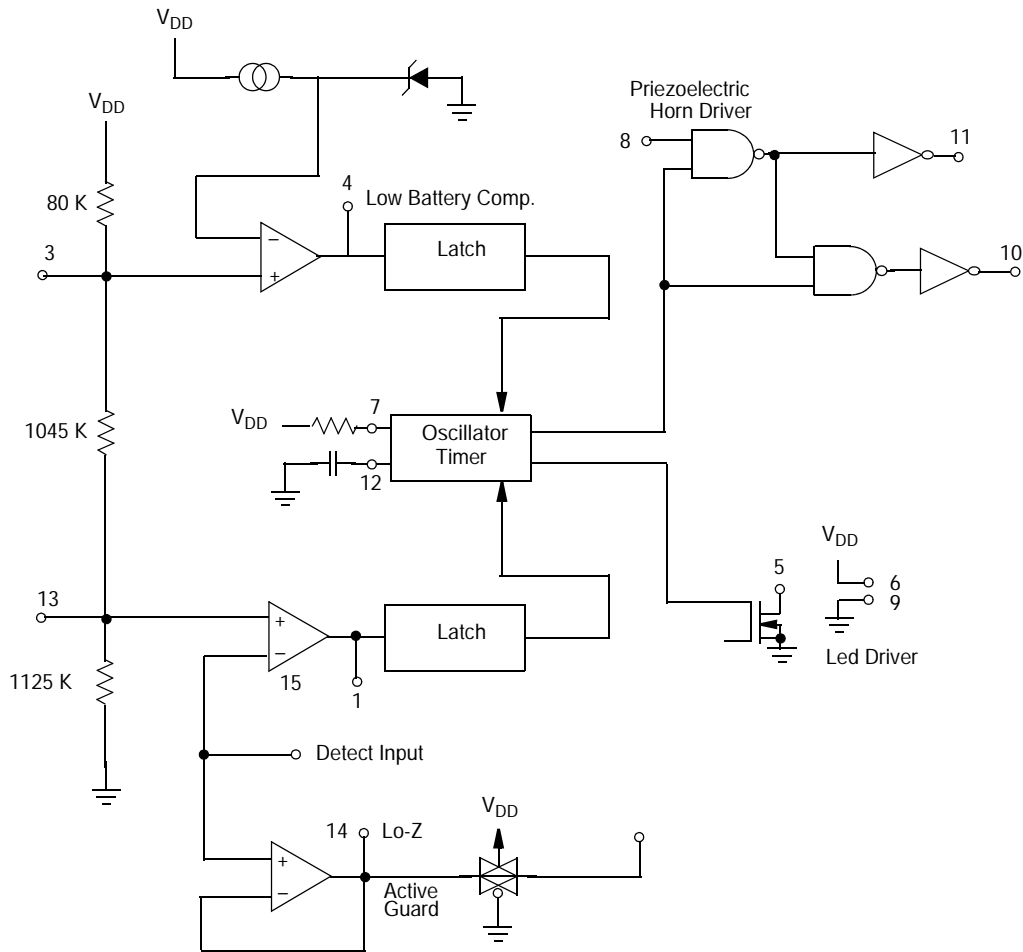 VDD
VDD
80 K
3
4
Low Battery Comp.
−
+
Latch
Priezoelectric
Horn Driver
8
11
10
1045 K
VDD
7
12
Oscillator
Timer
13
+
−
15
1
Latch
1125 K
5
VDD
6
9
Led Driver
Detect Input
14
Lo-Z
VDD
+
−
Active
Guard